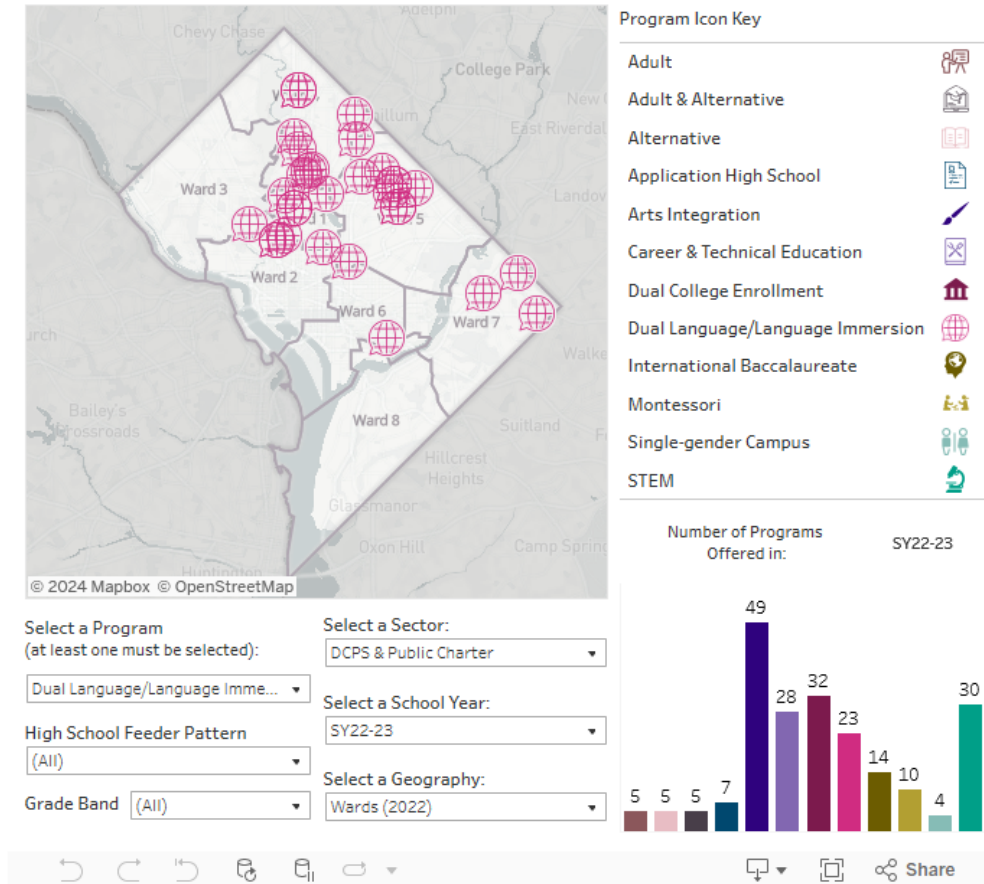 Adelphi
Chevy Chase
College Park
New
illum
East Riverdal
Ward 3
Landov
5
1
Ward 2
Ward 6
Ward 7
urch
Walke
Bailey's
Crossroads
Ward 8
Suitland
F
Hillcrest
Heights
Glassmanor
Oxon Hill
Camp Spring
Huntington
© 2024 Mapbox © OpenStreetMap
Program Icon Key
Adult
Adult & Alternative
Alternative
Application High School
Arts Integration
Career & Technical Education
Dual College Enrollment
Dual Language/Language Immersion
International Baccalaureate
Montessori
Single-gender Campus
STEM
Number of Programs
Offered in:
SY22-23
49
28
32
23
30
14
10
5 5 5 7
4
Select a Program
(at least one must be selected):
Dual Language/Language Imme...
High School Feeder Pattern
(All)
Grade Band (All)
Select a Sector:
DCPS & Public Charter
Select a School Year:
SY22-23
Select a Geography:
Wards (2022)
Share